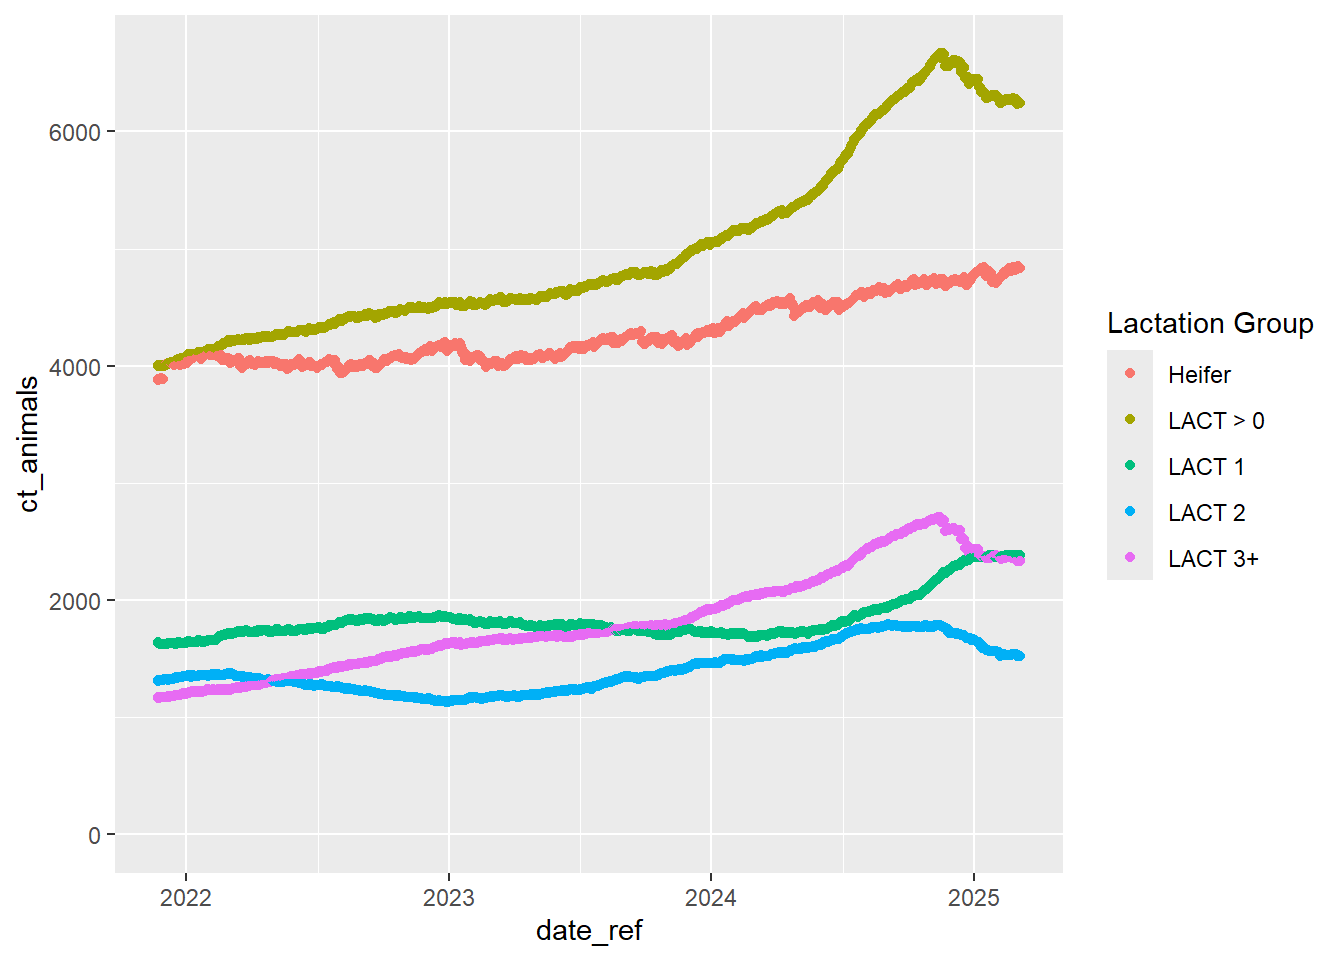 6000
4000
2000
0
ct_animals
2022 2023 2024 2025
date_ref
Lactation Group
Heifer
LACT > 0
LACT 1
LACT 2
LACT 3+